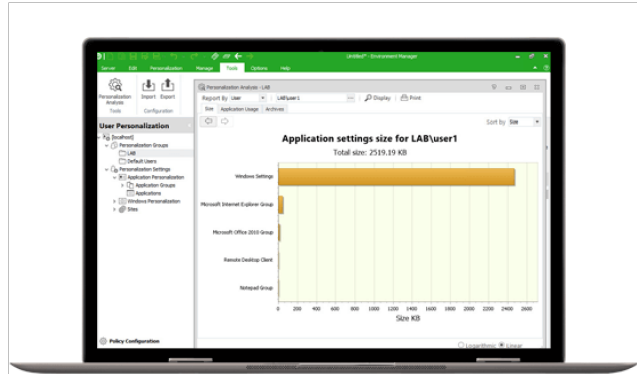 Untitled* - Environment Manager
Server Edit Personalization Manage Tools Options Help
Personalization Analysis
Import Export
Tools Configuration
Personalization Analysis - LAB
Report By User LAB\user1 Display Print
Size Application Usage Archives
Sort by Size
User Personalization
[localhost]
Personalization Groups
LAB
Default Users
Personalization Settings
Application Personalization
Application Groups
Applications
Windows Personalization
Sites
Policy Configuration
Application settings size for LAB\user1
Total size: 2519.19 KB
Windows Settings
Microsoft Internet Explorer Group
Microsoft Office 2010 Group
Remote Desktop Client
Notepad Group
0 200 400 600 800 1000 1200 1400 1600 1800 2000 2200 2400 2600
Size KB
Logarithmic Linear